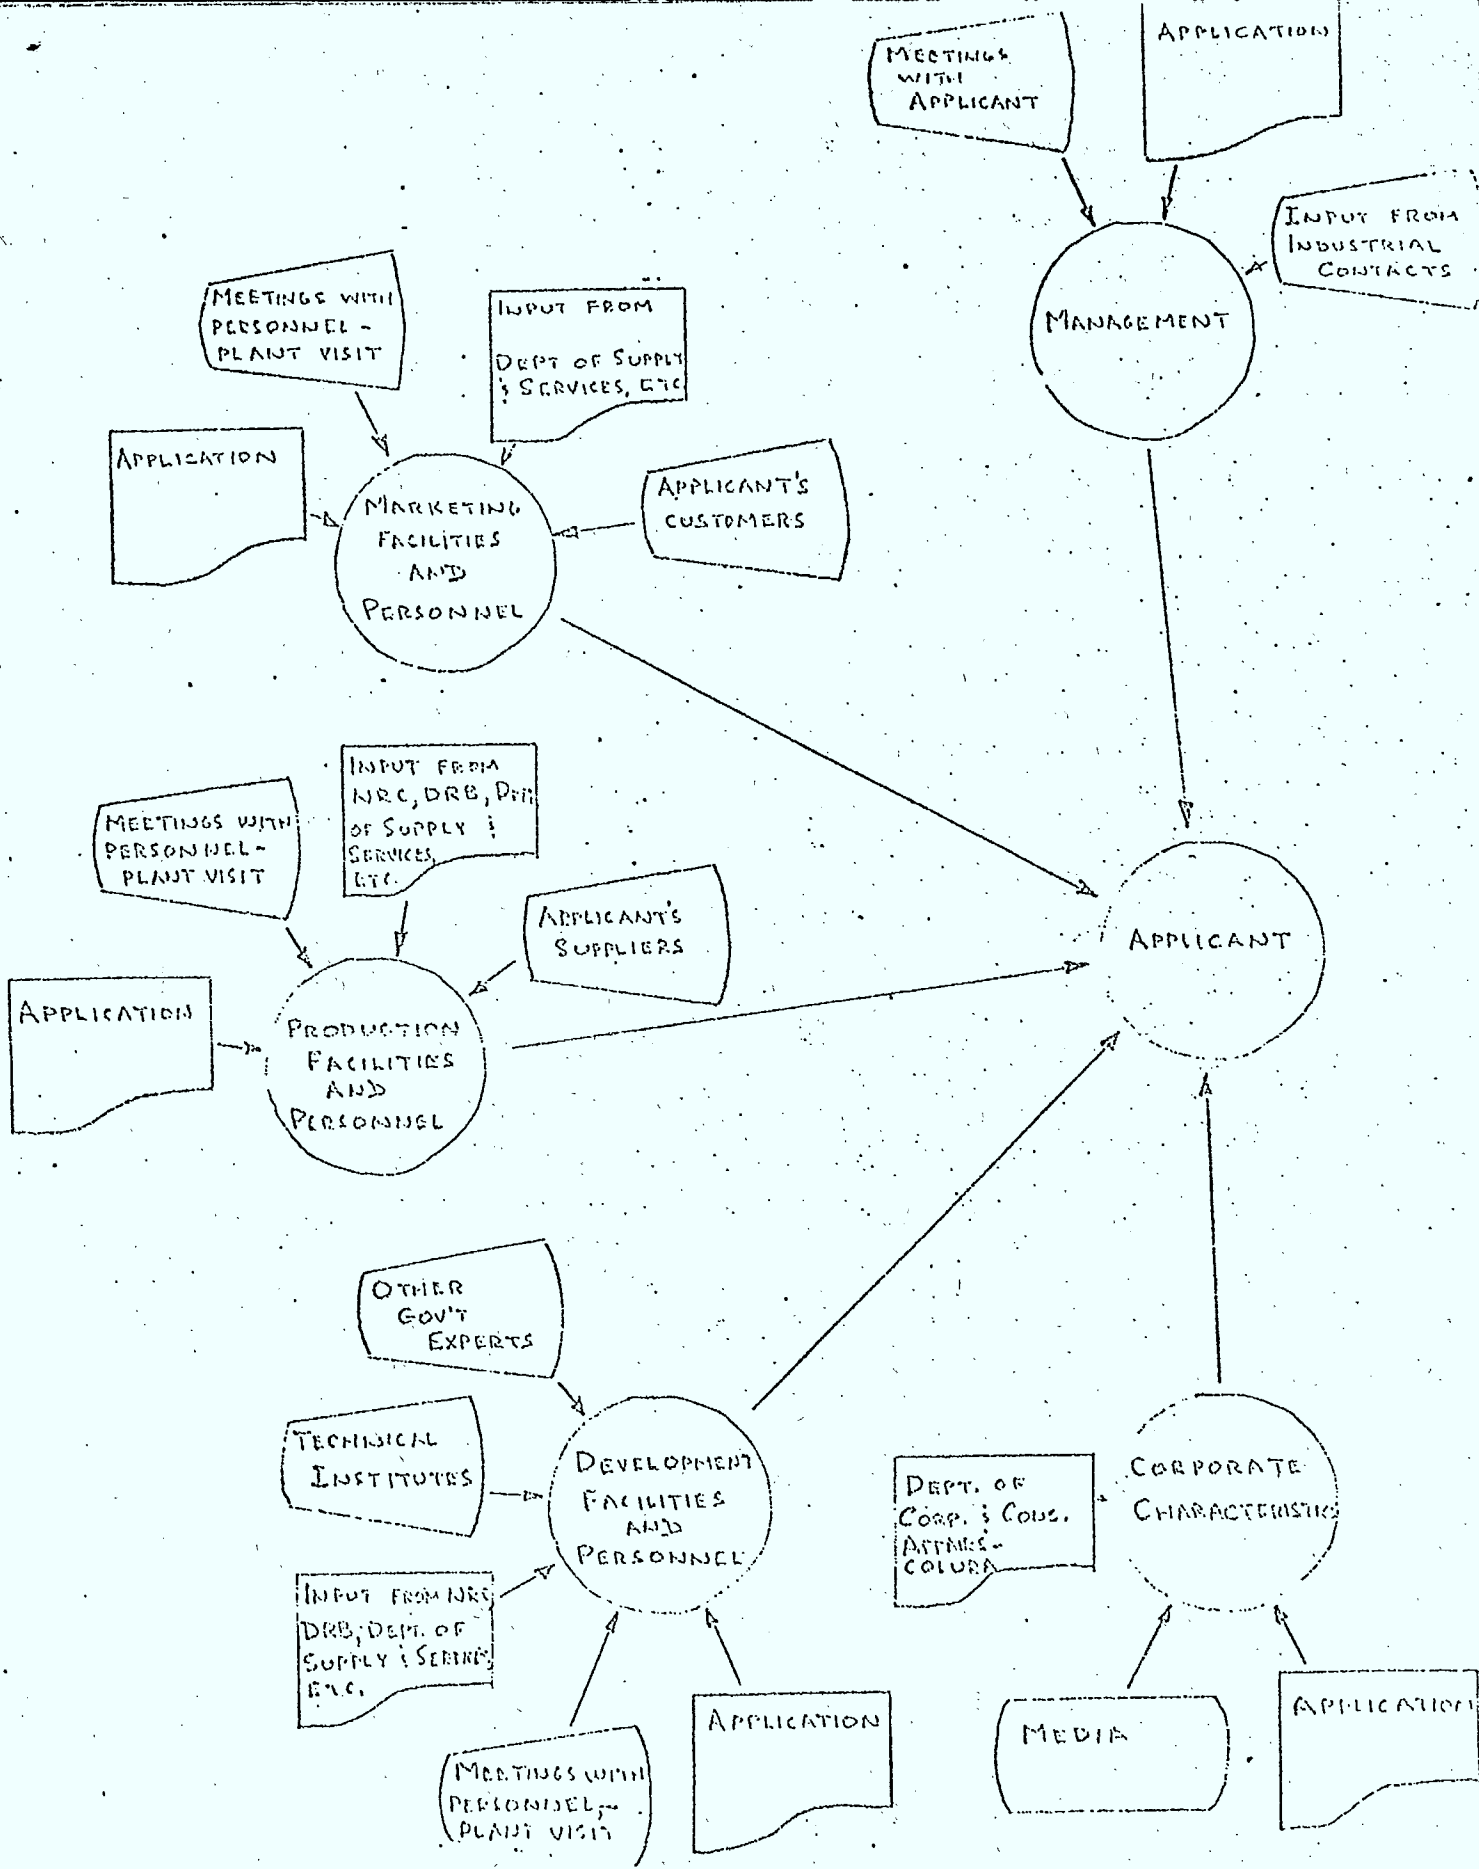 MEETINGS
WITH
APPLICANT
APPLICATION
INPUT FROM
INDUSTRIAL
CONTACTS
MANAGEMENT
MEETINGS WITH
PERSONNEL -
PLANT VISIT
INPUT FROM
DEPT OF SUPPLY
& SERVICES, ETC
APPLICATION
APPLICANT'S
CUSTOMERS
MARKETING
FACILITIES
AND
PERSONNEL
INPUT FROM
NRC, DRB, DEPT
OF SUPPLY &
SERVICES,
ETC.
MEETINGS WITH
PERSONNEL -
PLANT VISIT
APPLICANT'S
SUPPLIERS
APPLICANT
APPLICATION
PRODUCTION
FACILITIES
AND
PERSONNEL
OTHER
GOV'T
EXPERTS
TECHNICAL
INSTITUTES
DEVELOPMENT
FACILITIES
AND
PERSONNEL
DEPT. OF
CORP. & CONS.
AFFAIRS -
CORPORATE
CHARACTERISTICS
INPUT FROM NRC,
DRB, DEPT. OF
SUPPLY & SERVICES,
ETC.
MEETINGS WITH
PERSONNEL, -
PLANT VISIT
APPLICATION
MEDIA
APPLICATION